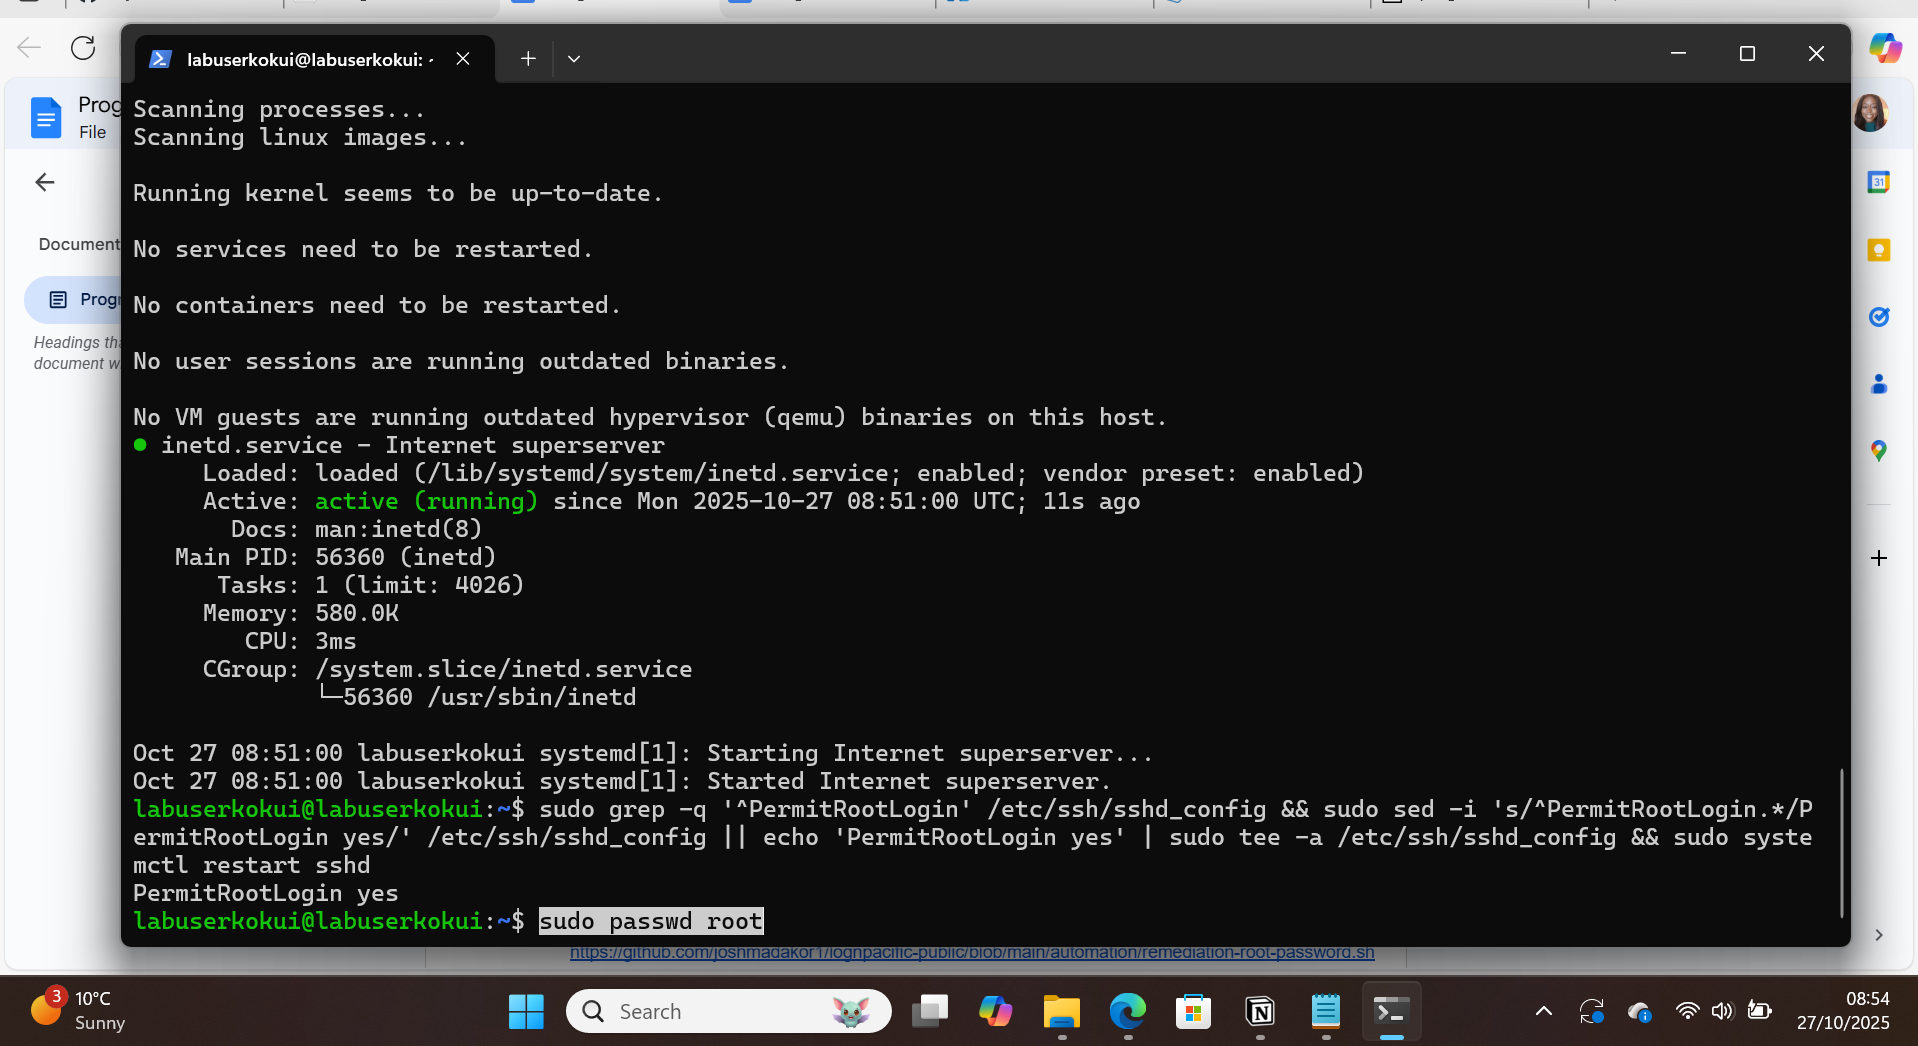 labuserkokui@labuserkokui: ~
Prog
File
Document
Progr
Headings tha
document w
Scanning processes...
Scanning linux images...
Running kernel seems to be up-to-date.
No services need to be restarted.
No containers need to be restarted.
No user sessions are running outdated binaries.
No VM guests are running outdated hypervisor (qemu) binaries on this host.
● inetd.service - Internet superserver
Loaded: loaded (/lib/systemd/system/inetd.service; enabled; vendor preset: enabled)
Active: active (running) since Mon 2025-10-27 08:51:00 UTC; 11s ago
Docs: man:inetd(8)
Main PID: 56360 (inetd)
Tasks: 1 (limit: 4026)
Memory: 580.0K
CPU: 3ms
CGroup: /system.slice/inetd.service
└─56360 /usr/sbin/inetd
Oct 27 08:51:00 labuserkokui systemd[1]: Starting Internet superserver...
Oct 27 08:51:00 labuserkokui systemd[1]: Started Internet superserver.
labuserkokui@labuserkokui:~$ sudo grep -q '^PermitRootLogin' /etc/ssh/sshd_config && sudo sed -i 's/^PermitRootLogin.*/P
ermitRootLogin yes/' /etc/ssh/sshd_config || echo 'PermitRootLogin yes' | sudo tee -a /etc/ssh/sshd_config && sudo syste
mctl restart sshd
PermitRootLogin yes
labuserkokui@labuserkokui:~$ sudo passwd root
https://github.com/joshmadakor1/lognpacific-public/blob/main/automation/remediation-root-password.sh
31
3
10°C
Sunny
Search
08:54
27/10/2025